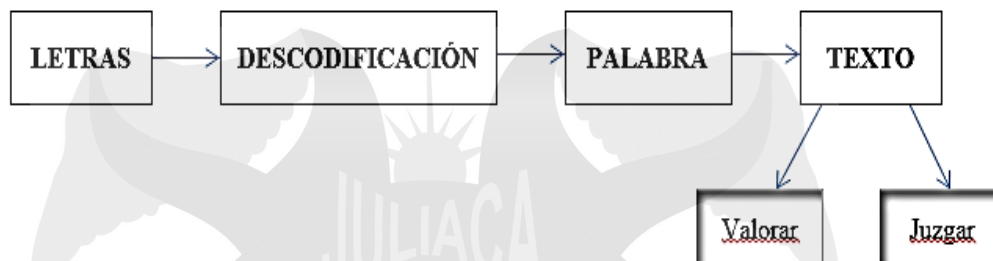 LETRAS
DESCODIFICACIÓN
PALABRA
TEXTO
JULIACA
Valorar
Juzgar